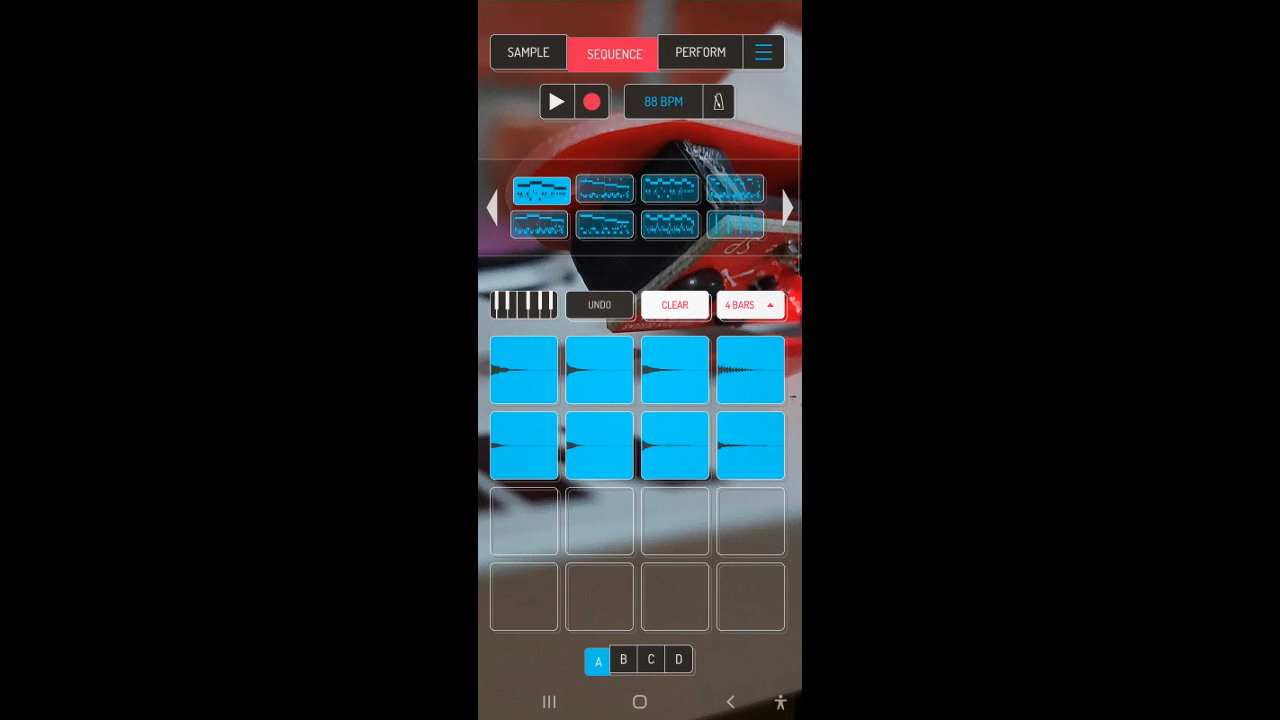 SAMPLE SEQUENCE PERFORM
88 BPM
UNDO CLEAR 4 BARS
A B C D